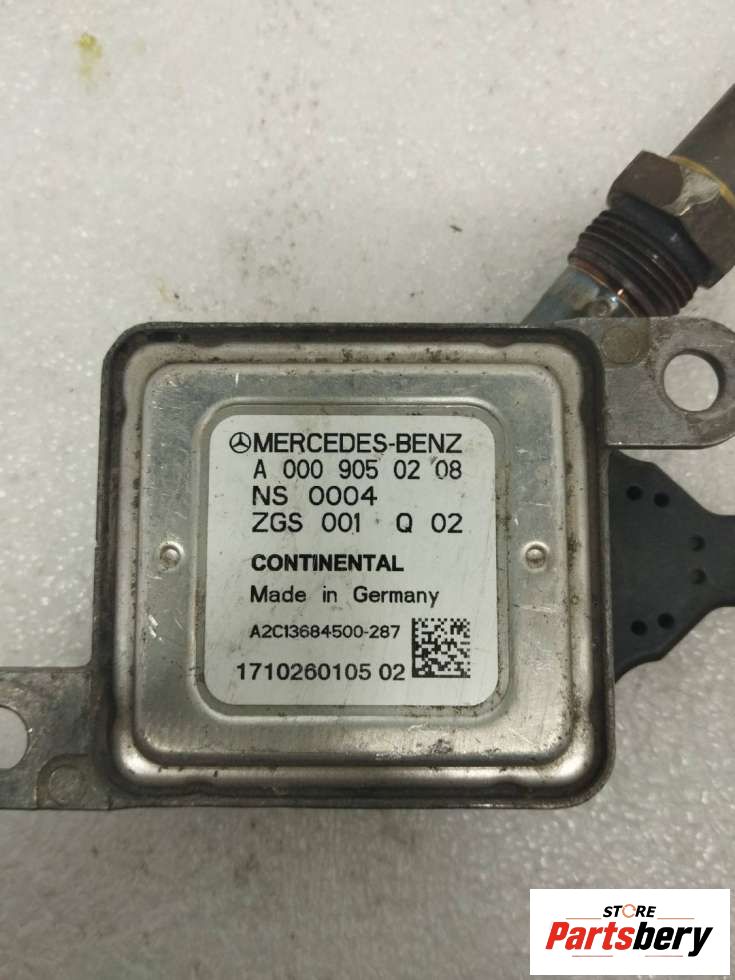 MERCEDES-BENZ
A 000 905 02 08
NS 0004
ZGS 001 Q 02
CONTINENTAL
Made in Germany
A2C13684500-287
1710260105 02
STORE
Partsbery